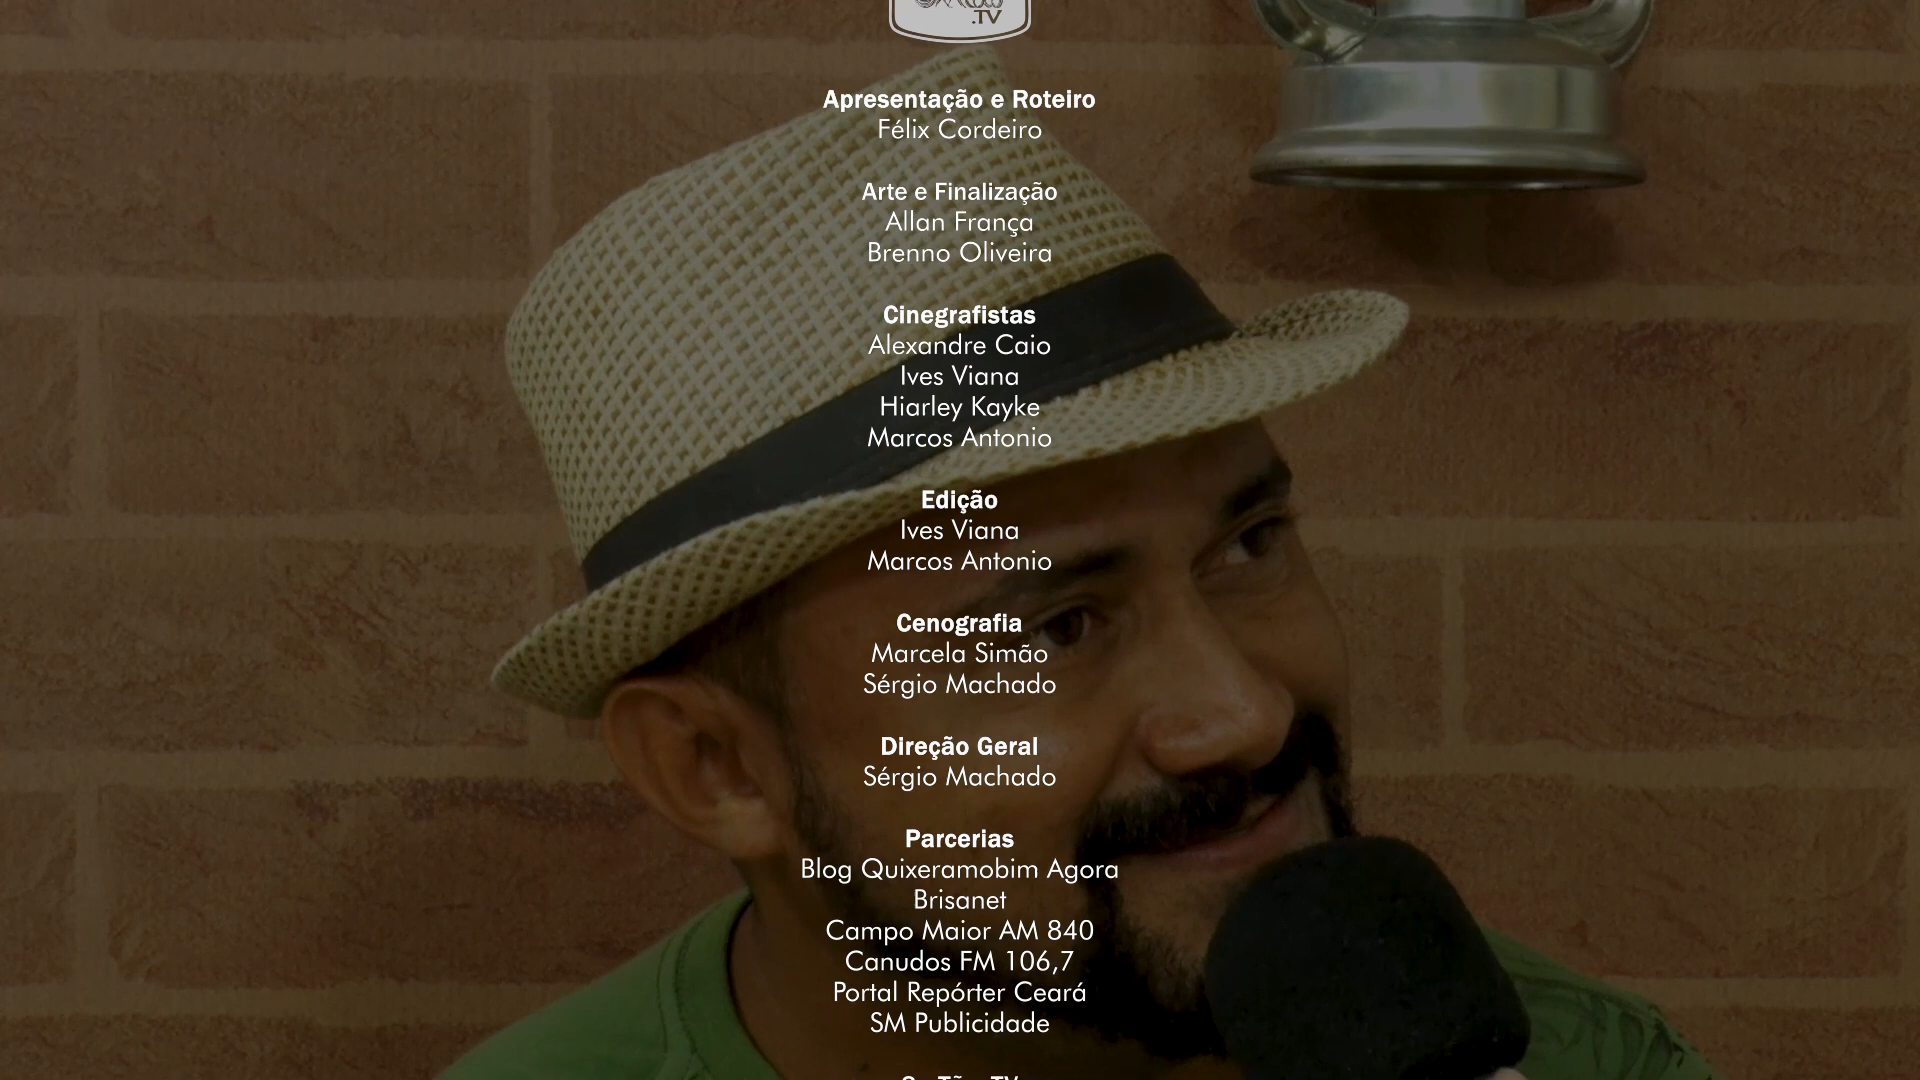 .TV
Apresentação e Roteiro
Félix Cordeiro
Arte e Finalização
Allan França
Brenno Oliveira
Cinegrafistas
Alexandre Caio
Ives Viana
Hiarley Kayke
Marcos Antonio
Edição
Ives Viana
Marcos Antonio
Cenografia
Marcela Simão
Sérgio Machado
Direção Geral
Sérgio Machado
Parcerias
Blog Quixeramobim Agora
Brisanet
Campo Maior AM 840
Canudos FM 106,7
Portal Repórter Ceará
SM Publicidade